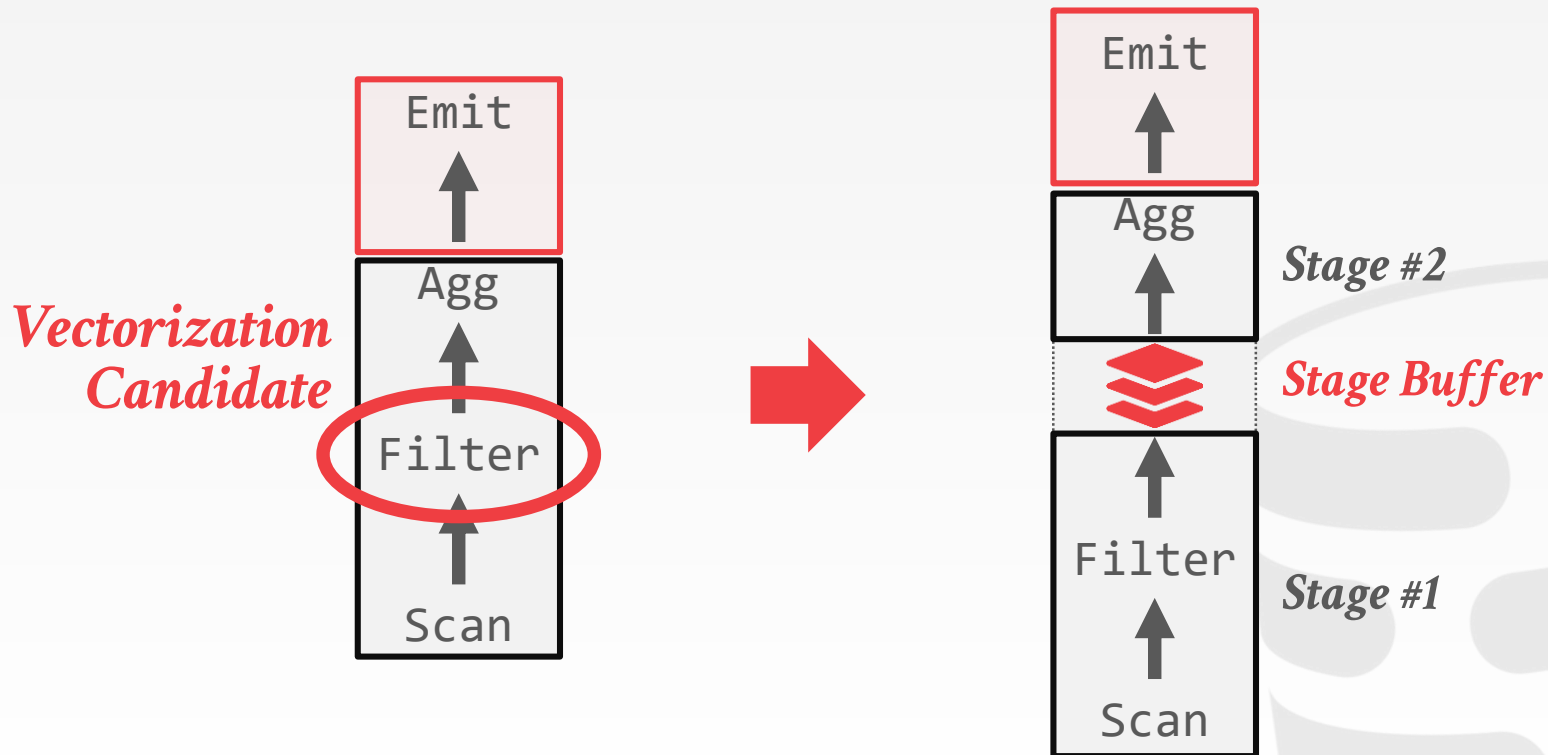 Emit
Agg
Vectorization
Candidate
Filter
Scan
Emit
Agg
Stage #2
Stage Buffer
Filter
Stage #1
Scan